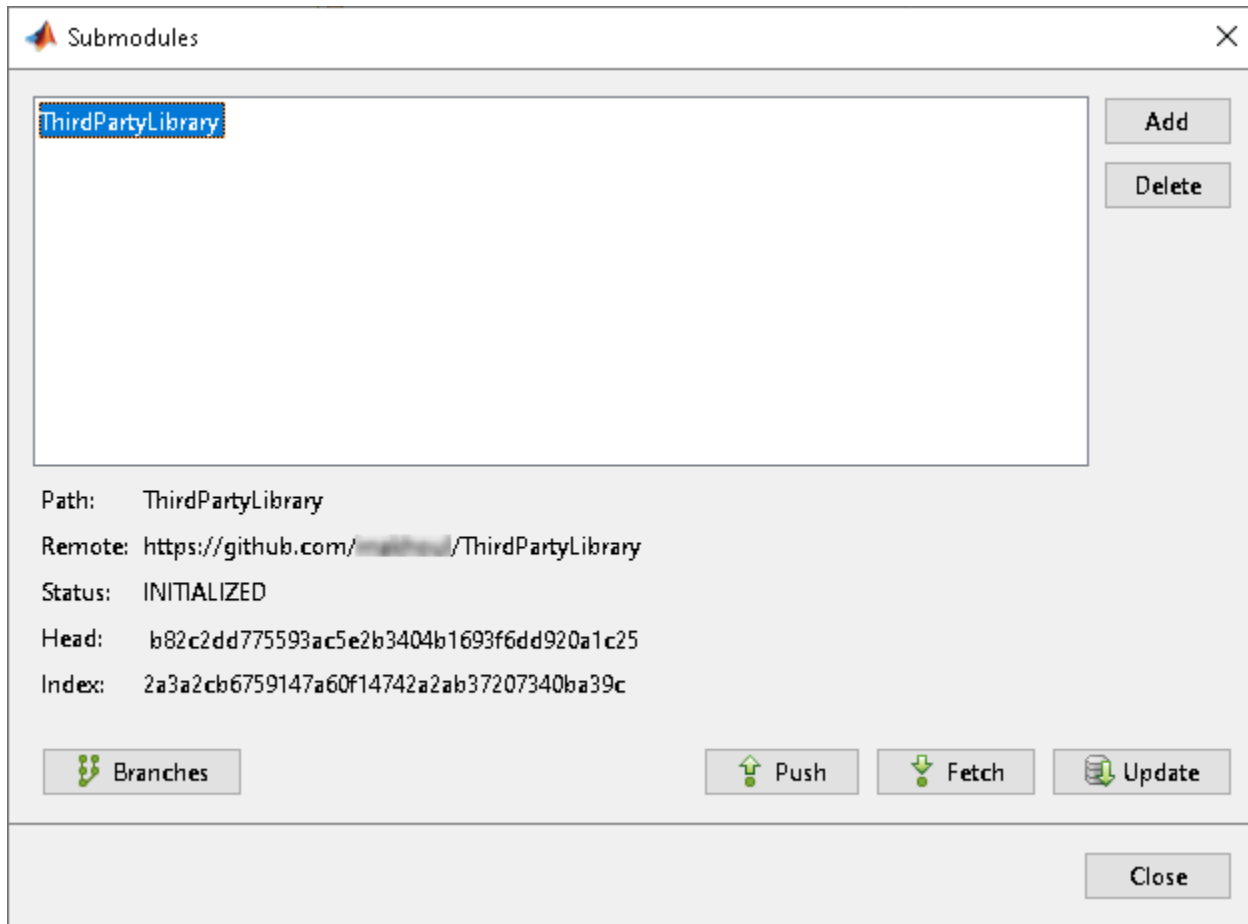 Submodules
ThirdPartyLibrary
Add
Delete
Path: ThirdPartyLibrary
Remote: https://github.com/ /ThirdPartyLibrary
Status: INITIALIZED
Head: b82c2dd775593ac5e2b3404b1693f6dd920a1c25
Index: 2a3a2cb6759147a60f14742a2ab37207340ba39c
Branches Push Fetch Update
Close